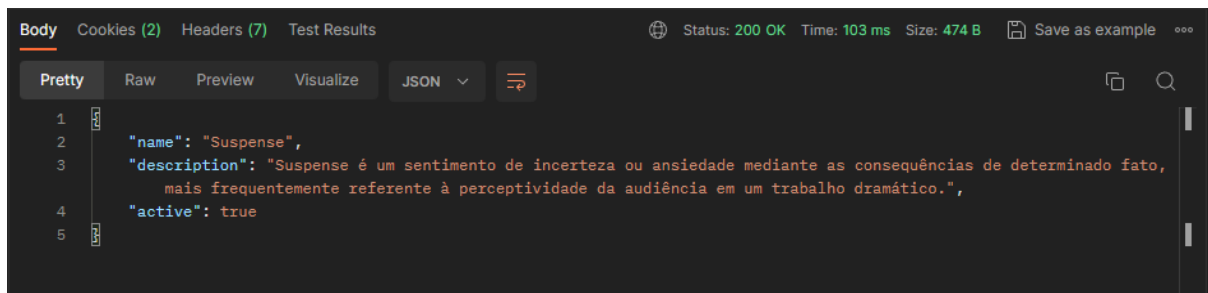 Body Cookies (2) Headers (7) Test Results Status: 200 OK Time: 103 ms Size: 474 B Save as example
Pretty Raw Preview Visualize JSON
1 {
2 "name": "Suspense",
3 "description": "Suspense é um sentimento de incerteza ou ansiedade mediante as consequências de determinado fato,
mais frequentemente referente à perceptividade da audiência em um trabalho dramático.",
4 "active": true
5 }